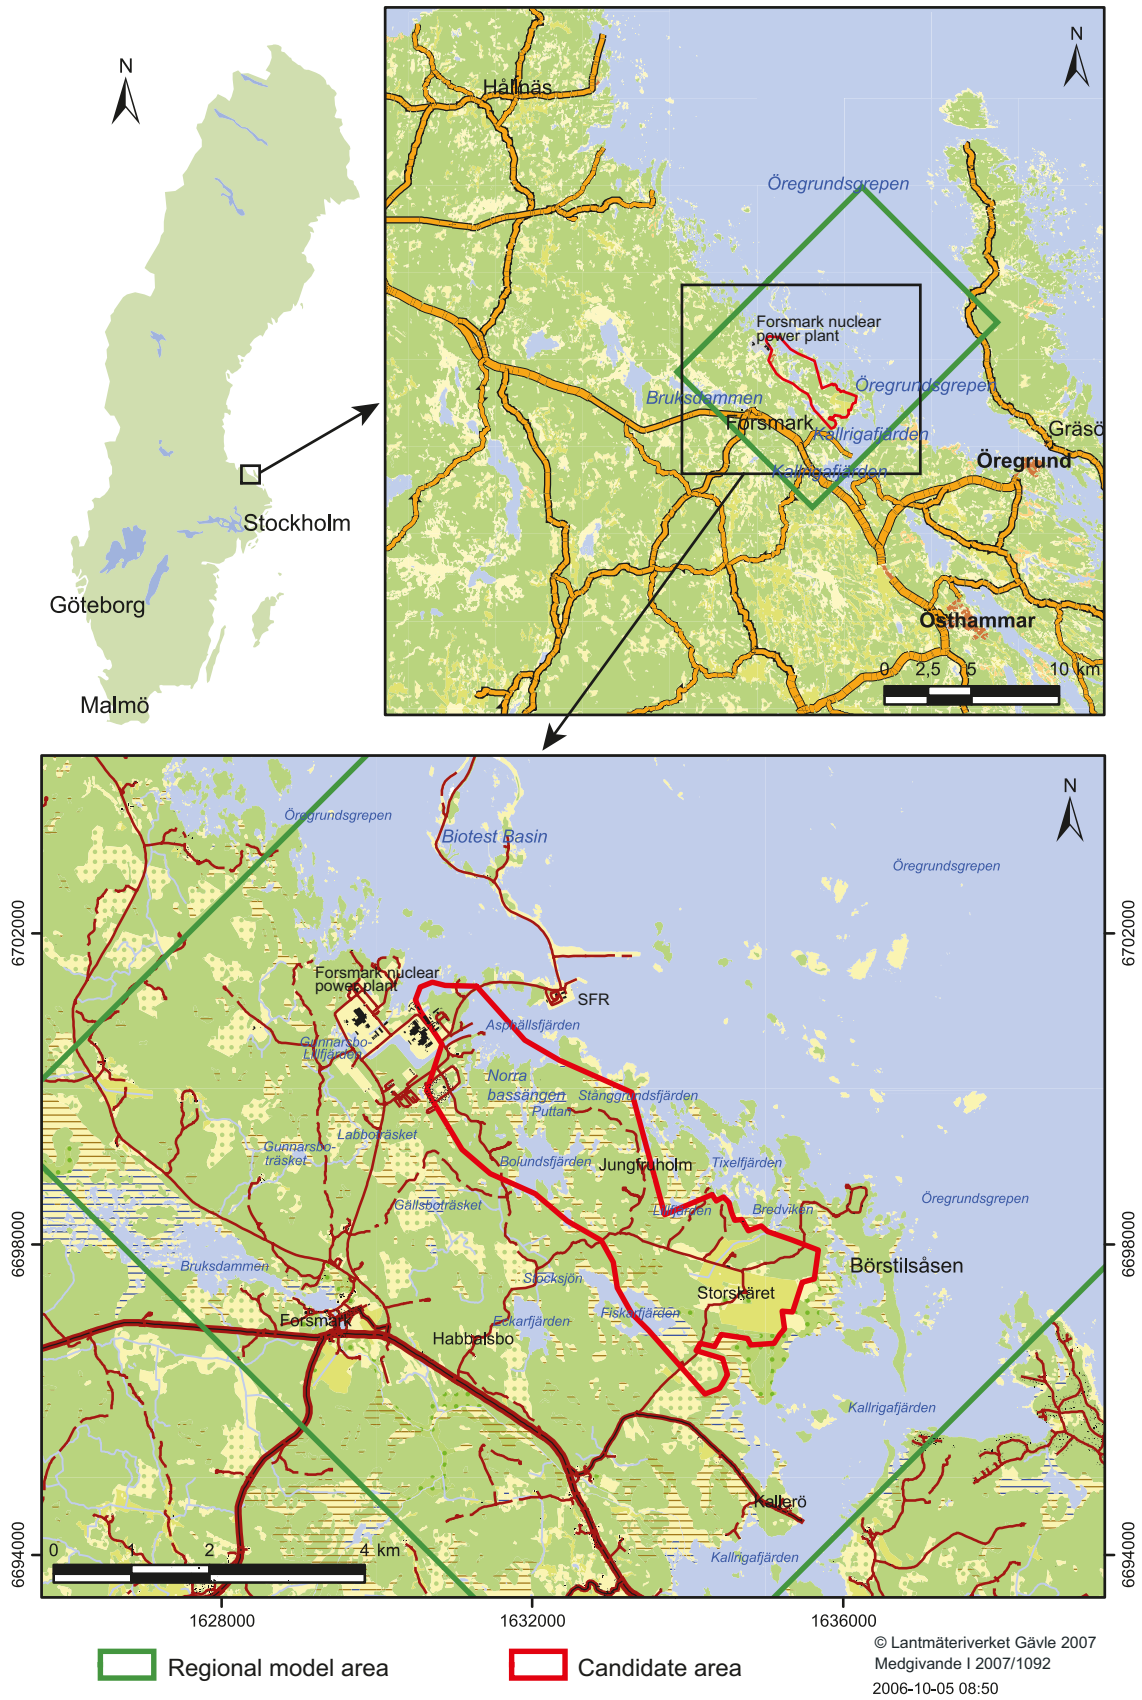 N
Stockholm
Göteborg
Malmö
N
Hållnäs
Öregrundsgrepen
Forsmark nuclear
power plant
Öregrundsgrepen
Bruksdammen
Forsmark
Kallrigafjärden
Gräsö
Öregrund
Kallrigafjärden
Östhammar
0 2,5 5 10 km
N
Öregrundsgrepen
Biotest Basin
Öregrundsgrepen
6702000
6702000
Forsmark nuclear
power plant
SFR
Asphällsfjärden
Gunnarsbo-
Lillfjärden
Norra
bassängen
Stånggrundsfjärden
Puttan
Labboträsket
Gunnarsbo-
träsket
Bolundsfjärden
Jungfruholm
Tixelfjärden
Gällsboträsket
Lillfjärden
Bredviken
Öregrundsgrepen
6698000
6698000
Bruksdammen
Stocksjön
Börstilsåsen
Storskäret
Forsmark
Eckarfjärden
Fiskarfjärden
Habbalsbo
Kallrigafjärden
Kallerö
Kallrigafjärden
6694000
6694000
0 1 2 4 km
1628000
1632000
1636000
Regional model area
Candidate area
© Lantmäteriverket Gävle 2007
Medgivande I 2007/1092
2006-10-05 08:50